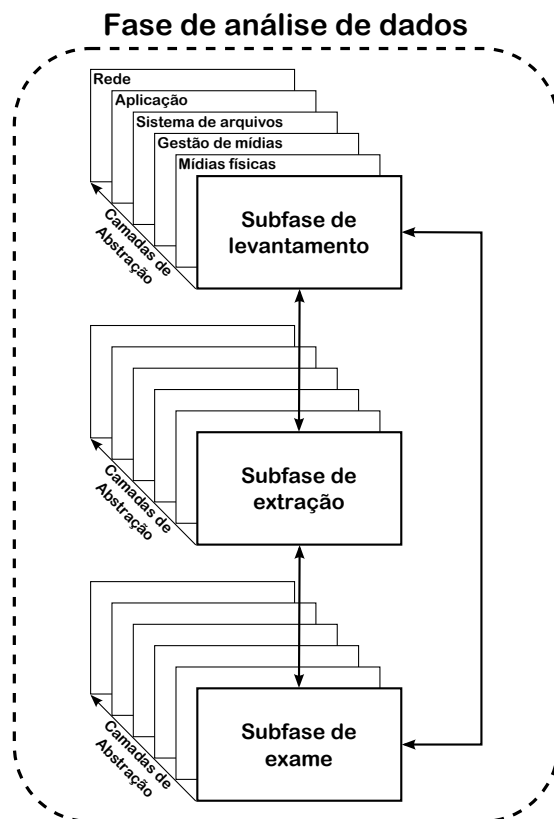 Fase de análise de dados
Rede
Aplicação
Sistema de arquivos
Gestão de mídias
Mídias físicas
Subfase de
levantamento
Camadas de
Abstração
Subfase de
extração
Camadas de
Abstração
Subfase de
exame
Camadas de
Abstração